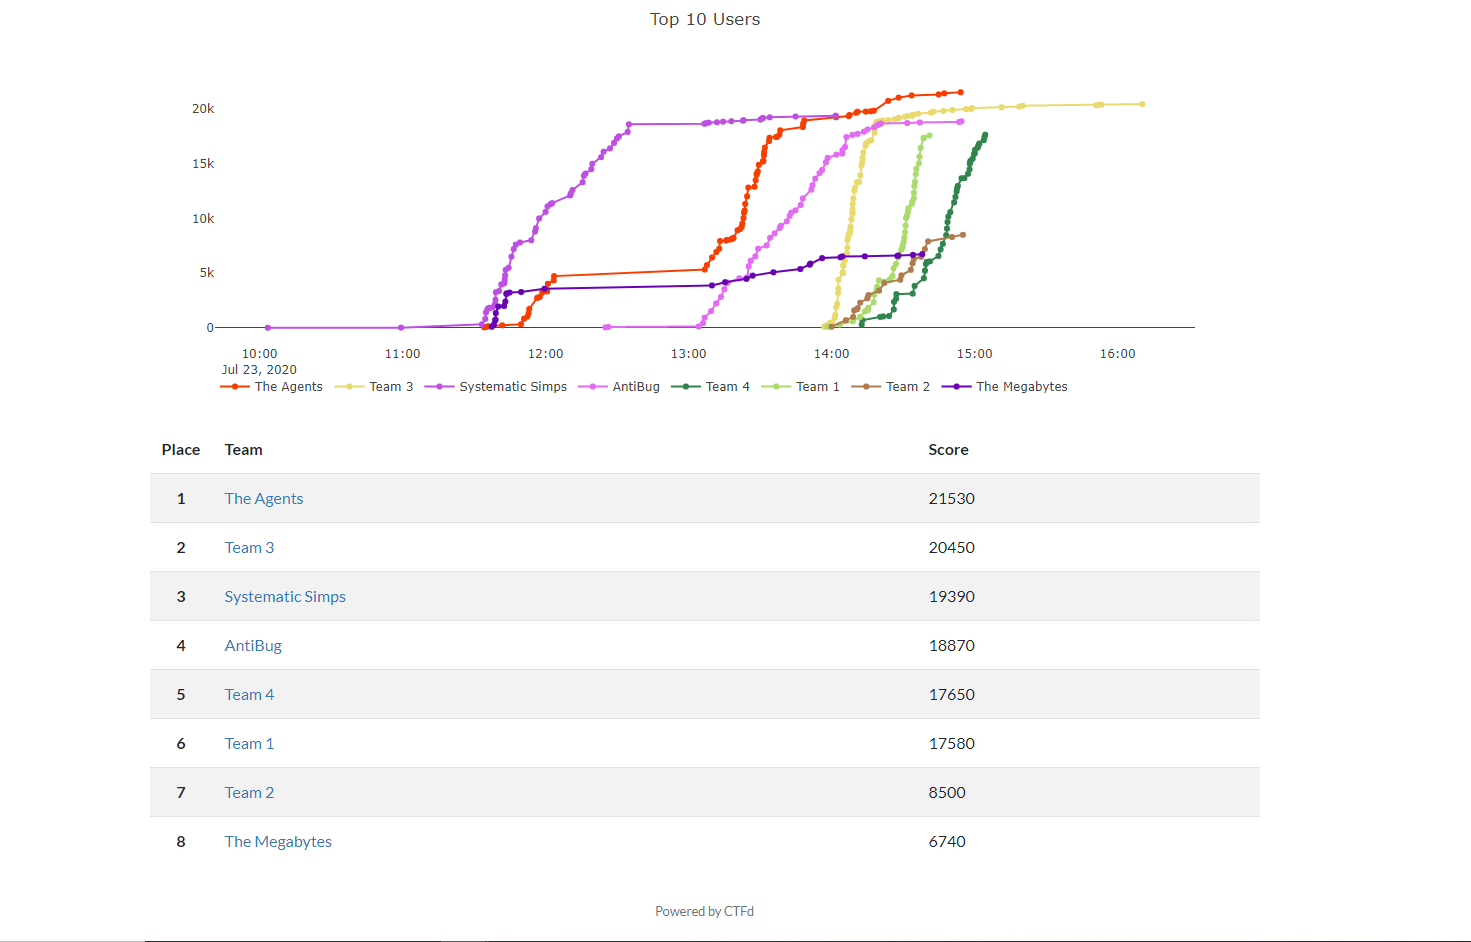 Top 10 Users
20k
15k
10k
5k
0
10:00 11:00 12:00 13:00 14:00 15:00 16:00
Jul 23, 2020
The Agents Team 3 Systematic Simps AntiBug Team 4 Team 1 Team 2 The Megabytes
Place Team Score
1 The Agents 21530
2 Team 3 20450
3 Systematic Simps 19390
4 AntiBug 18870
5 Team 4 17650
6 Team 1 17580
7 Team 2 8500
8 The Megabytes 6740
Powered by CTFd